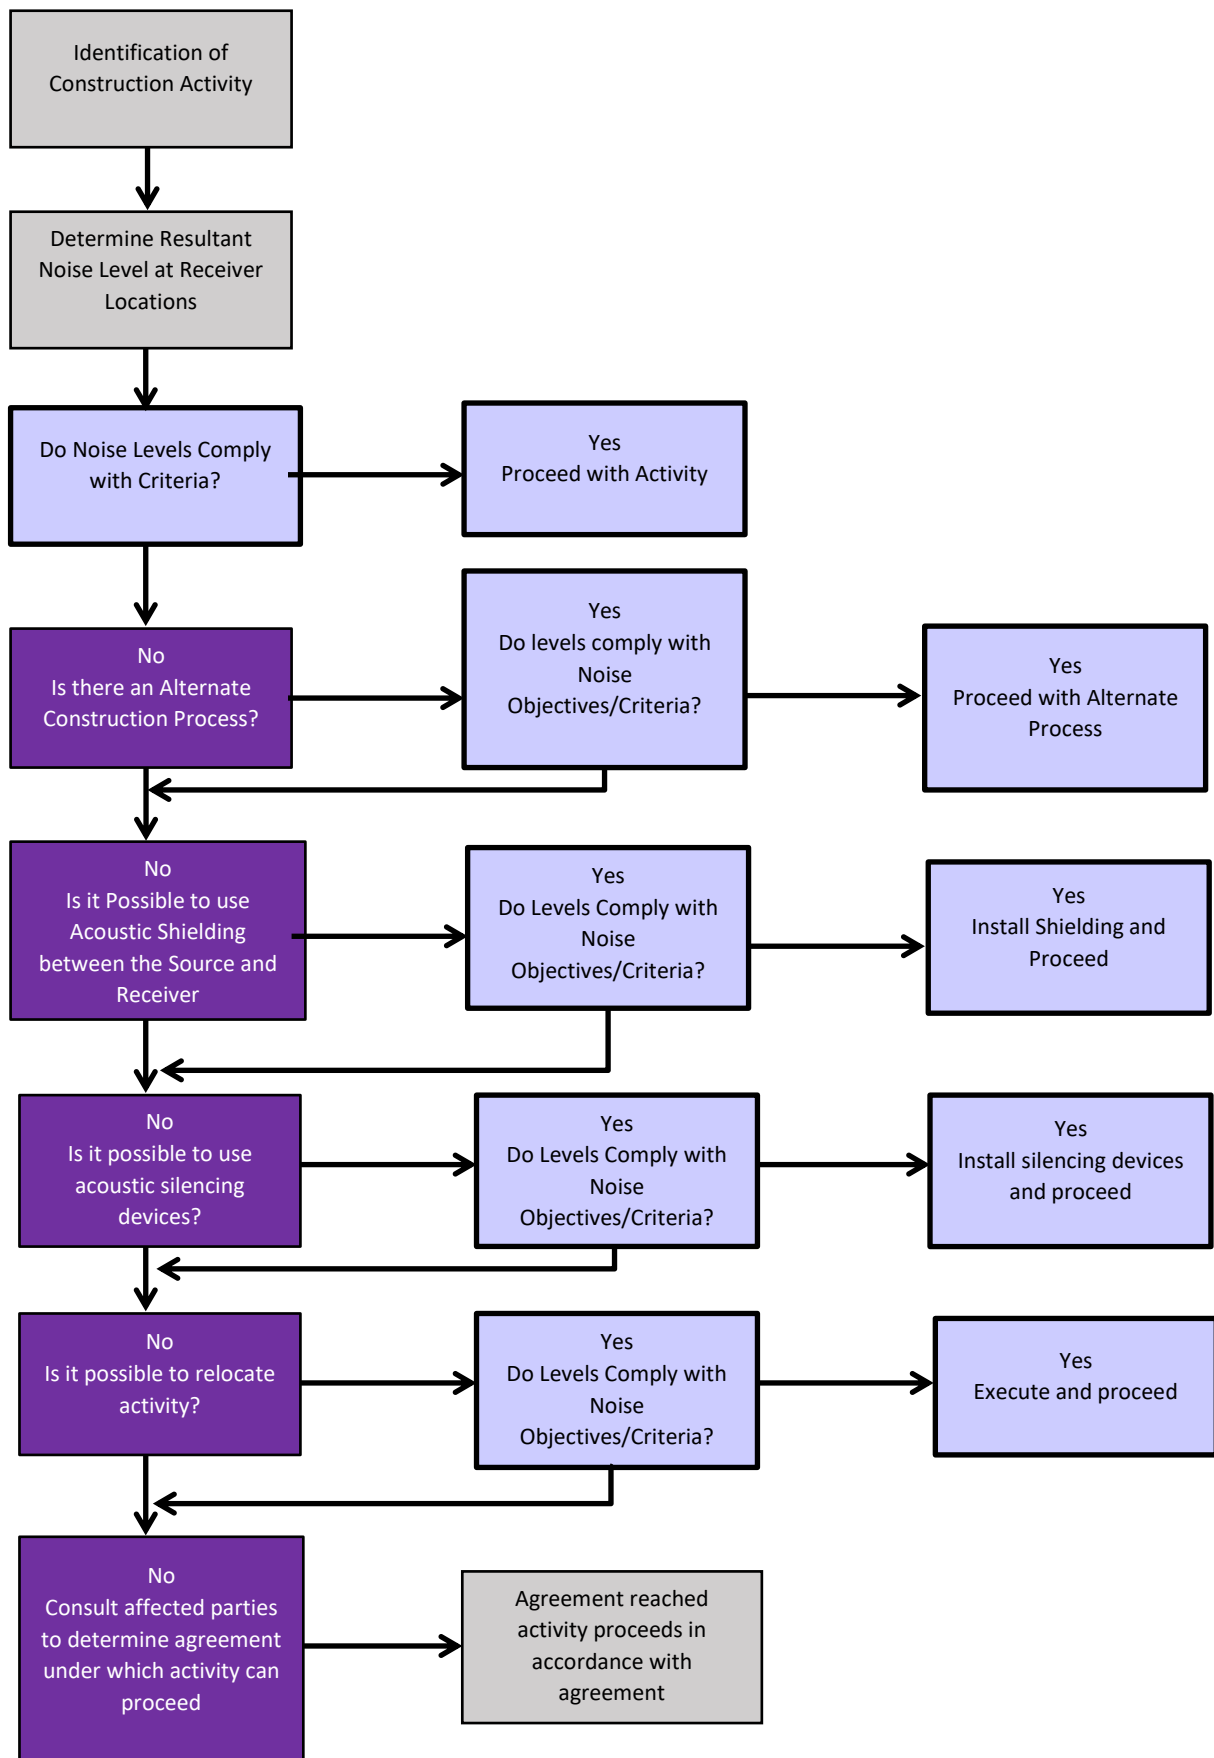 Identification of
Construction Activity
Determine Resultant
Noise Level at Receiver
Locations
Do Noise Levels Comply
with Criteria?
Yes
Proceed with Activity
No
Is there an Alternate
Construction Process?
Yes
Do levels comply with
Noise
Objectives/Criteria?
Yes
Proceed with Alternate
Process
No
Is it Possible to use
Acoustic Shielding
between the Source and
Receiver
Yes
Do Levels Comply with
Noise
Objectives/Criteria?
Yes
Install Shielding and
Proceed
No
Is it possible to use
acoustic silencing
devices?
Yes
Do Levels Comply with
Noise
Objectives/Criteria?
Yes
Install silencing devices
and proceed
No
Is it possible to relocate
activity?
Yes
Do Levels Comply with
Noise
Objectives/Criteria?
Yes
Execute and proceed
No
Consult affected parties
to determine agreement
under which activity can
proceed
Agreement reached
activity proceeds in
accordance with
agreement